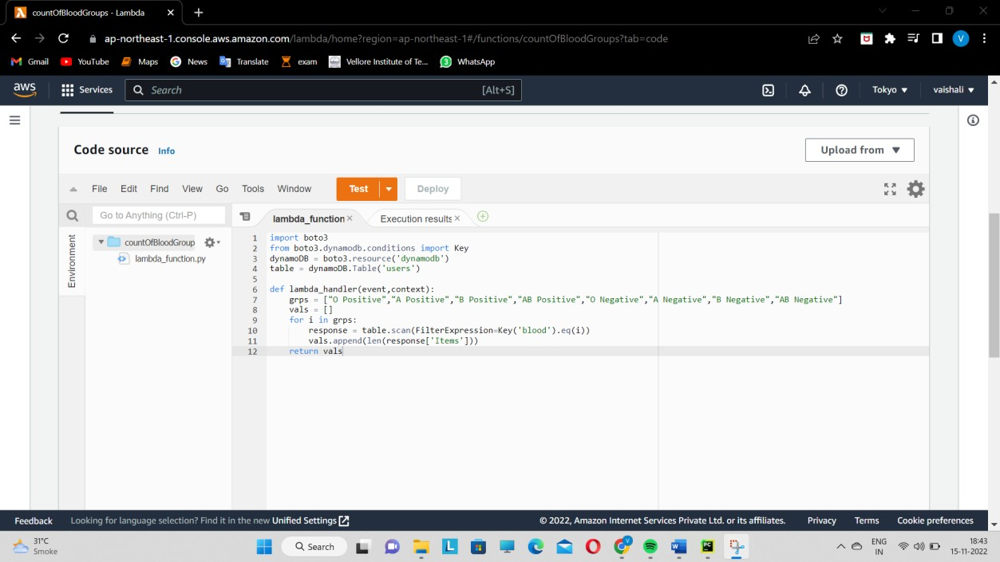 countOfBloodGroups - Lambda
ap-northeast-1.console.aws.amazon.com/lambda/home?region=ap-northeast-1#/functions/countOfBloodGroups?tab=code
V
Gmail YouTube Maps News Translate exam Vellore Institute of Te... 3 WhatsApp
aws Services Search [Alt+S] Tokyo ▼ vaishali ▼
Code source Info Upload from ▼
File Edit Find View Go Tools Window Test Deploy
Go to Anything (Ctrl-P) lambda_function × Execution results ×
Environment
countOfBloodGroup
lambda_function.py
1 import boto3
2 from boto3.dynamodb.conditions import Key
3 dynamoDB = boto3.resource('dynamodb')
4 table = dynamoDB.Table('users')
5
6 def lambda_handler(event,context):
7 grps = ["O Positive","A Positive","B Positive","AB Positive","O Negative","A Negative","B Negative","AB Negative"]
8 vals = []
9 for i in grps:
10 response = table.scan(FilterExpression=Key('blood').eq(i))
11 vals.append(len(response['Items']))
12 return vals
Feedback Looking for language selection? Find it in the new Unified Settings © 2022, Amazon Internet Services Private Ltd. or its affiliates. Privacy Terms Cookie preferences
31°C
Smoke
Search
L
V
W
PC
ENG
IN
18:43
15-11-2022